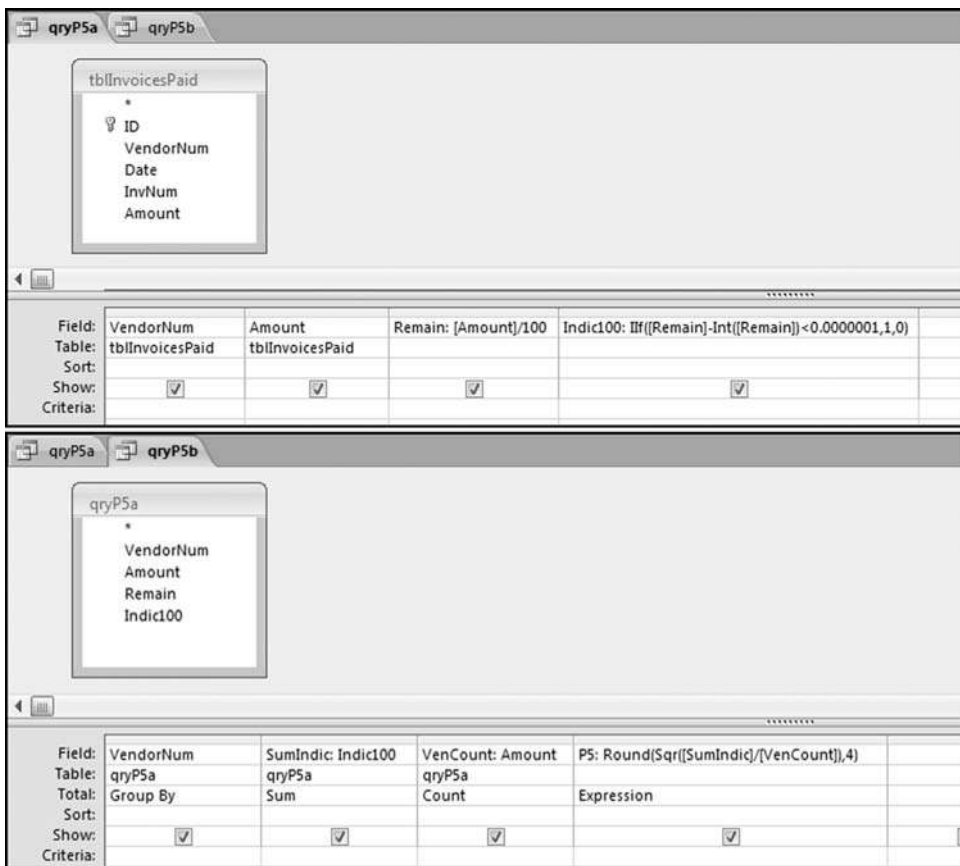 qryP5a qryP5b
tblInvoicesPaid
*
ID
VendorNum
Date
InvNum
Amount
Field: VendorNum Amount Remain: [Amount]/100 Indic100: IIf([Remain]-Int([Remain])<0.0000001,1,0)
Table: tblInvoicesPaid tblInvoicesPaid
Sort:
Show:
Criteria:
qryP5a qryP5b
qryP5a
*
VendorNum
Amount
Remain
Indic100
Field: VendorNum SumIndic: Indic100 VenCount: Amount P5: Round(Sqr([SumIndic]/[VenCount]),4)
Table: qryP5a qryP5a qryP5a
Total: Group By Sum Count Expression
Sort:
Show:
Criteria: